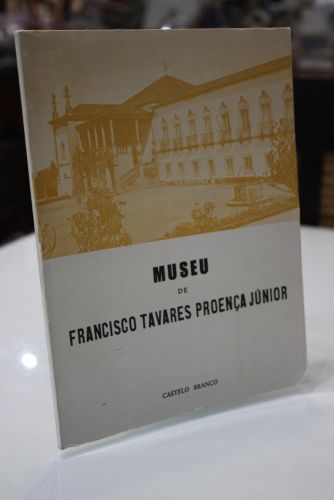 MUSEU
DE
FRANCISCO TAVARES PROENÇA JÚNIOR
CASTELO BRANCO